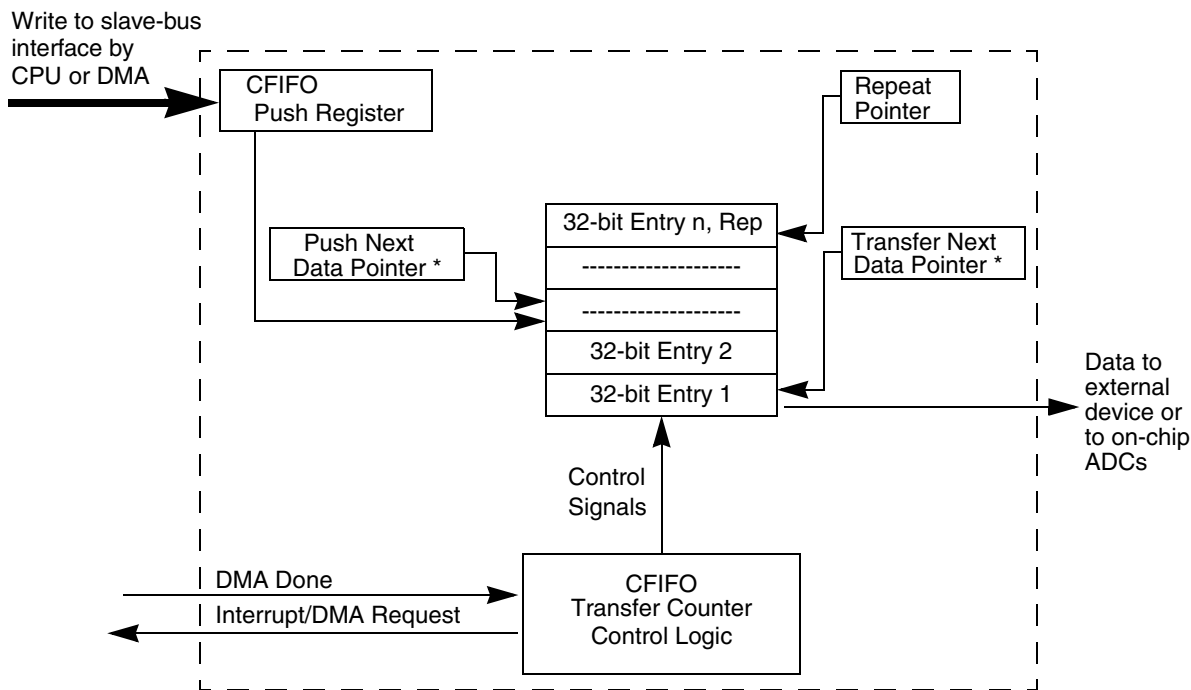 Write to slave-bus
interface by
CPU or DMA
CFIFO
Push Register
Repeat
Pointer
32-bit Entry n, Rep
Push Next
Data Pointer *
Transfer Next
Data Pointer *
---------------------
---------------------
32-bit Entry 2
32-bit Entry 1
Data to
external
device or
to on-chip
ADCs
Control
Signals
DMA Done
Interrupt/DMA Request
CFIFO
Transfer Counter
Control Logic